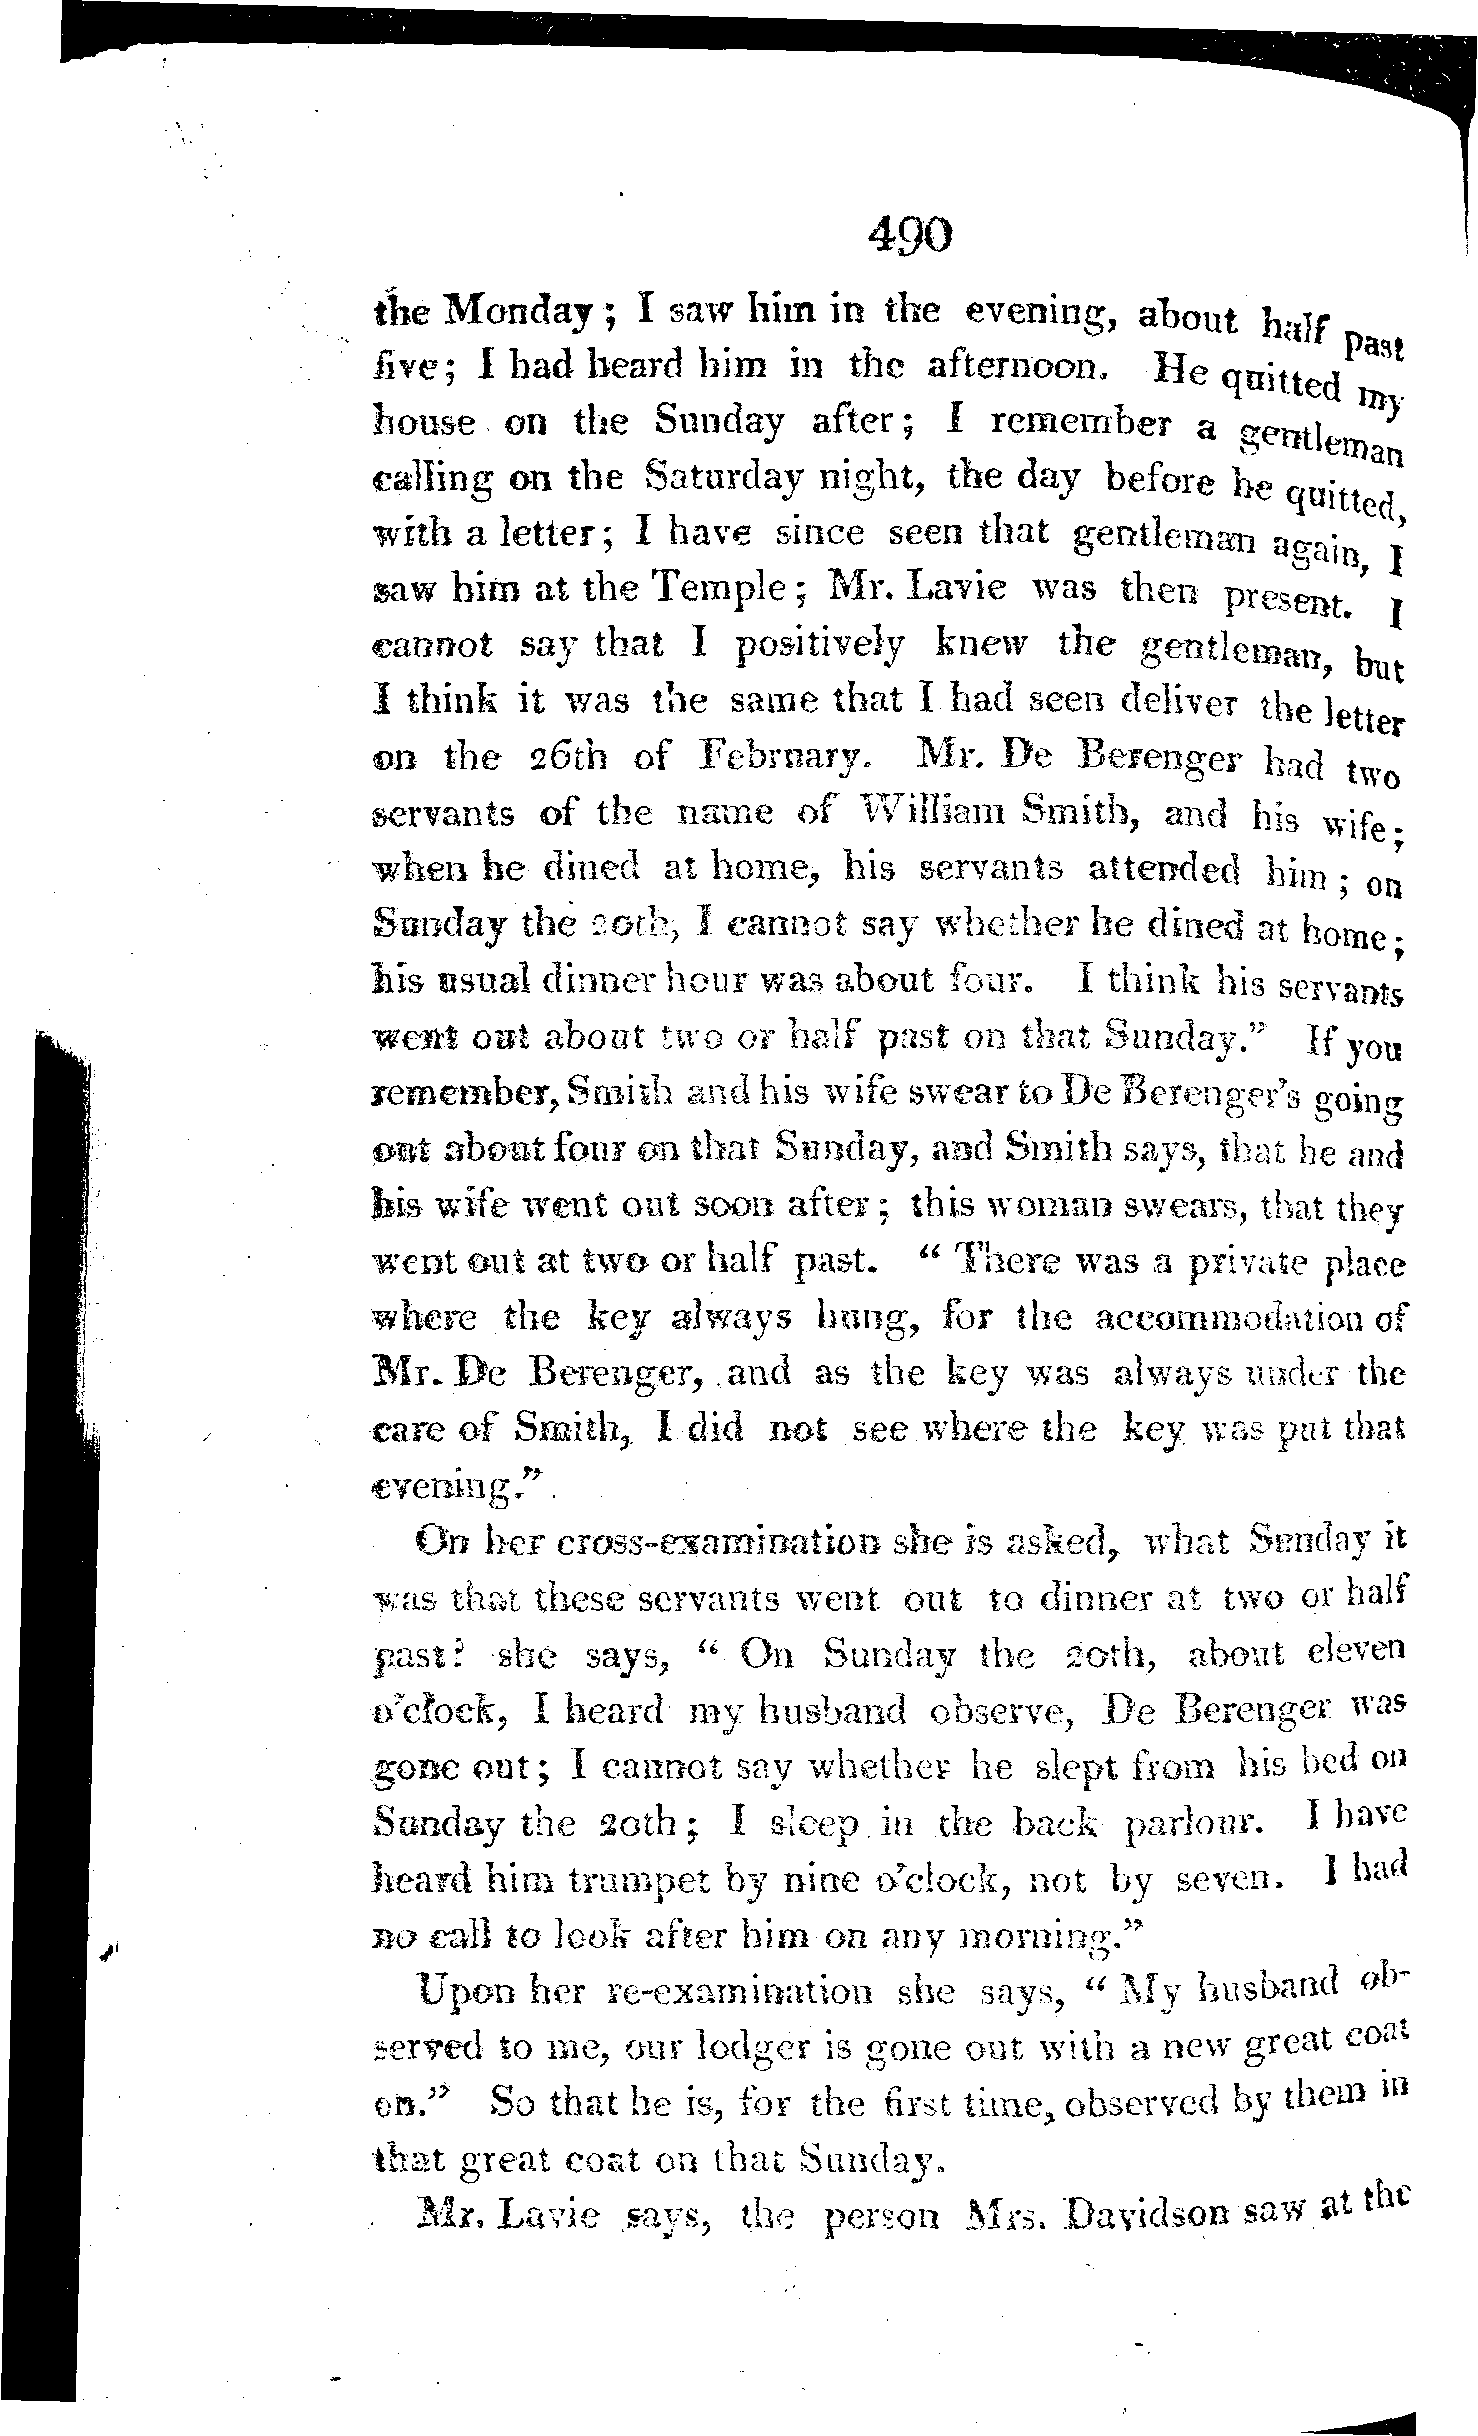 490
the Monday; I saw him in the evening, about half past
five; I had heard him in the afternoon. He quitted my
house on the Sunday after; I remember a gentleman
calling on the Saturday night, the day before he quitted,
with a letter; I have since seen that gentleman again, I
saw him at the Temple; Mr. Lavie was then present. I
cannot say that I positively knew the gentleman, but
I think it was the same that I had seen deliver the letter
on the 26th of February. Mr. De Berenger had two
servants of the name of William Smith, and his wife;
when he dined at home, his servants attended him; on
Sunday the 20th, I cannot say whether he dined at home;
his usual dinner hour was about four. I think his servants
went out about two or half past on that Sunday." If you
remember, Smith and his wife swear to De Berenger's going
out about four on that Sunday, and Smith says, that he and
his wife went out soon after; this woman swears, that they
went out at two or half past. "There was a private place
where the key always hung, for the accommodation of
Mr. De Berenger, and as the key was always under the
care of Smith, I did not see where the key was put that
evening."
On her cross-examination she is asked, what Sunday it
was that these servants went out to dinner at two or half
past? she says, "On Sunday the 20th, about eleven
o'clock, I heard my husband observe, De Berenger was
gone out; I cannot say whether he slept from his bed on
Sunday the 20th; I sleep in the back parlour. I have
heard him trumpet by nine o'clock, not by seven. I had
no call to look after him on any morning."
Upon her re-examination she says, "My husband ob-
served to me, our lodger is gone out with a new great coat
on." So that he is, for the first time, observed by them in
that great coat on that Sunday.
Mr. Lavie says, the person Mrs. Davidson saw at the